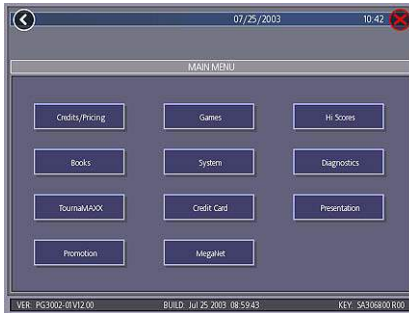 07/25/2003 10:42
MAIN MENU
Credits/Pricing Games Hi Scores
Books System Diagnostics
TournaMAXX Credit Card Presentation
Promotion MegaNet
VER: PG3002-01V12.00 BUILD: Jul 25 2003 08:59:43 KEY: SA306800 R00